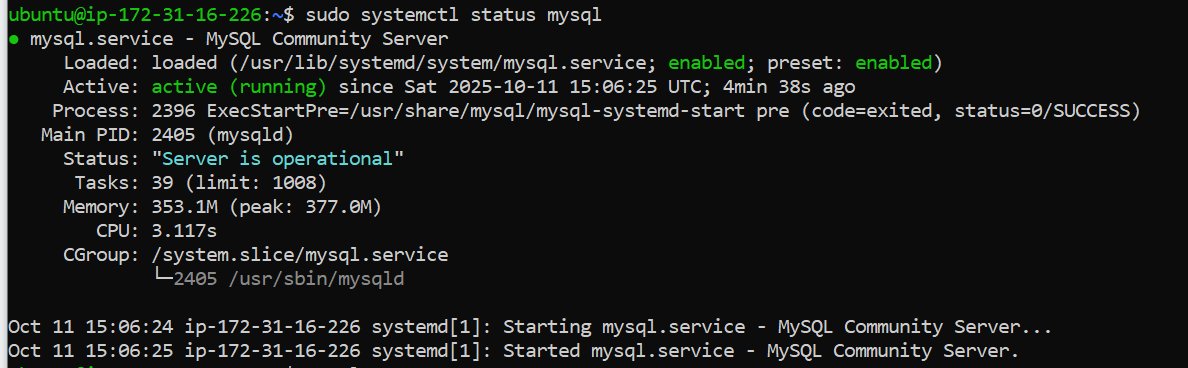 ubuntu@ip-172-31-16-226:~$ sudo systemctl status mysql
● mysql.service - MySQL Community Server
Loaded: loaded (/usr/lib/systemd/system/mysql.service; enabled; preset: enabled)
Active: active (running) since Sat 2025-10-11 15:06:25 UTC; 4min 38s ago
Process: 2396 ExecStartPre=/usr/share/mysql/mysql-systemd-start pre (code=exited, status=0/SUCCESS)
Main PID: 2405 (mysqld)
Status: "Server is operational"
Tasks: 39 (limit: 1008)
Memory: 353.1M (peak: 377.0M)
CPU: 3.117s
CGroup: /system.slice/mysql.service
└─2405 /usr/sbin/mysqld
Oct 11 15:06:24 ip-172-31-16-226 systemd[1]: Starting mysql.service - MySQL Community Server...
Oct 11 15:06:25 ip-172-31-16-226 systemd[1]: Started mysql.service - MySQL Community Server.